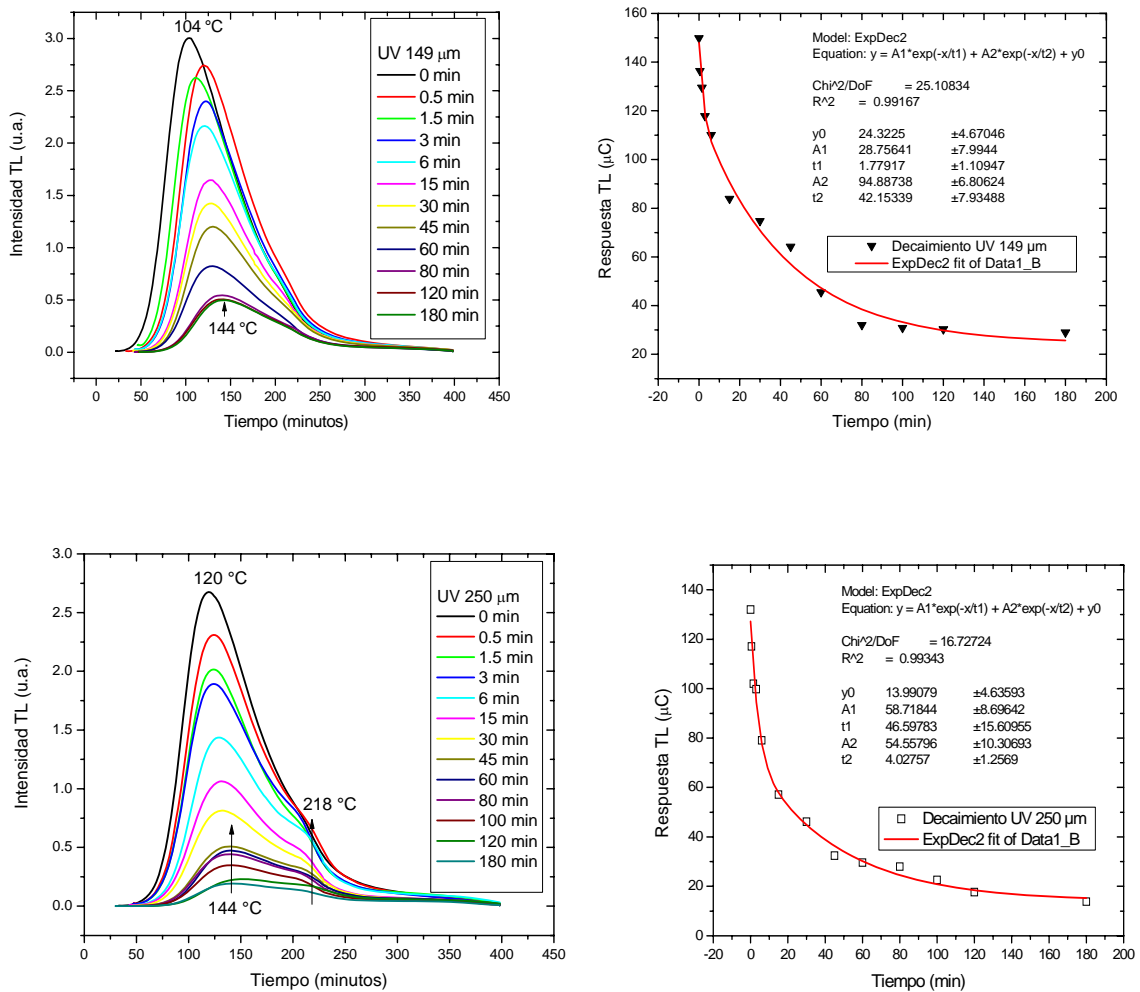 104 °C
UV 149 μm
0 min
0.5 min
1.5 min
3 min
6 min
15 min
30 min
45 min
60 min
80 min
120 min
180 min
144 °C
3.0
2.5
2.0
1.5
1.0
0.5
0.0
Intensidad TL (u.a.)
0 50 100 150 200 250 300 350 400 450
Tiempo (minutos)
160
140
120
100
80
60
40
20
Respuesta TL (μC)
Model: ExpDec2
Equation: y = A1*exp(-x/t1) + A2*exp(-x/t2) + y0
Chi^2/DoF = 25.10834
R^2 = 0.99167
y0 24.3225 ±4.67046
A1 28.75641 ±7.9944
t1 1.77917 ±1.10947
A2 94.88738 ±6.80624
t2 42.15339 ±7.93488
Decaimiento UV 149 μm
ExpDec2 fit of Data1_B
-20 0 20 40 60 80 100 120 140 160 180 200
Tiempo (min)
120 °C
UV 250 μm
0 min
0.5 min
1.5 min
3 min
6 min
15 min
30 min
45 min
60 min
80 min
100 min
120 min
180 min
218 °C
144 °C
3.0
2.5
2.0
1.5
1.0
0.5
0.0
Intensidad TL (u.a.)
0 50 100 150 200 250 300 350 400 450
Tiempo (minutos)
140
120
100
80
60
40
20
0
Respuesta TL (μC)
Model: ExpDec2
Equation: y = A1*exp(-x/t1) + A2*exp(-x/t2) + y0
Chi^2/DoF = 16.72724
R^2 = 0.99343
y0 13.99079 ±4.63593
A1 58.71844 ±8.69642
t1 46.59783 ±15.60955
A2 54.55796 ±10.30693
t2 4.02757 ±1.2569
Decaimiento UV 250 μm
ExpDec2 fit of Data1_B
-20 0 20 40 60 80 100 120 140 160 180 200
Tiempo (min)